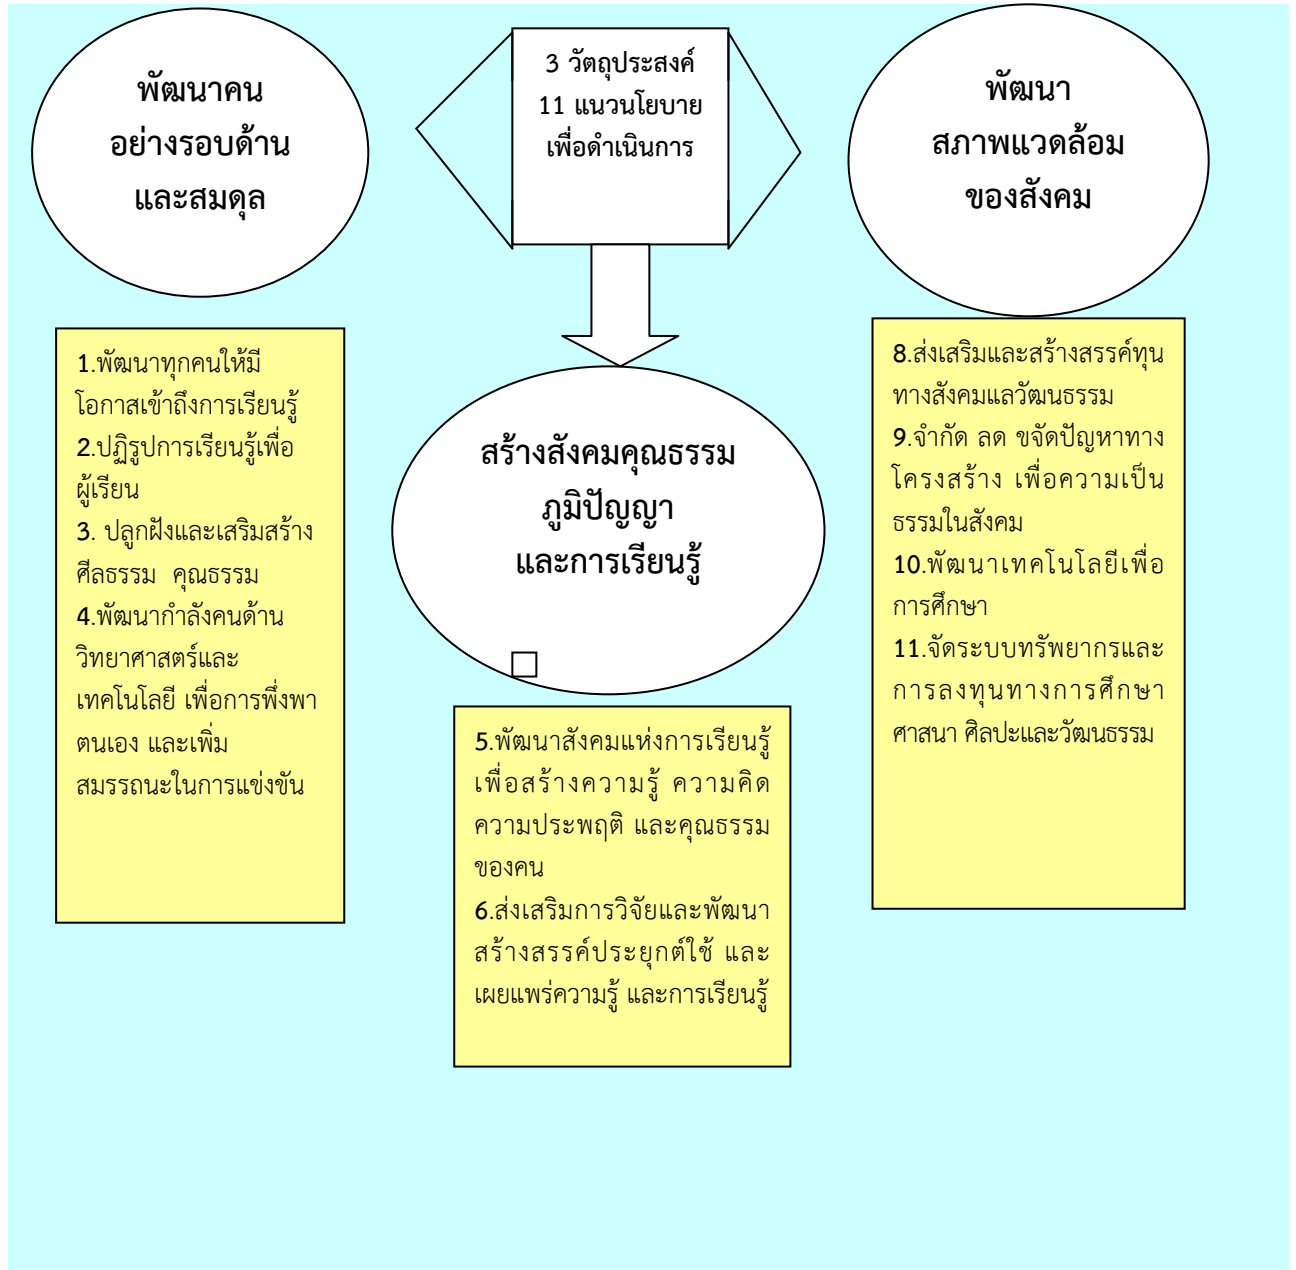 พัฒนาคน
อย่างรอบด้าน
และสมดุล
3 วัตถุประสงค์
11 แนวนโยบาย
เพื่อดำเนินการ
พัฒนา
สภาพแวดล้อม
ของสังคม
1.พัฒนาทุกคนให้มี
โอกาสเข้าถึงการเรียนรู้
2.ปฏิรูปการเรียนรู้เพื่อ
ผู้เรียน
3. ปลูกฝังและเสริมสร้าง
ศีลธรรม คุณธรรม
4.พัฒนากำลังคนด้าน
วิทยาศาสตร์และ
เทคโนโลยี เพื่อการพึ่งพา
ตนเอง และเพิ่ม
สมรรถนะในการแข่งขัน
สร้างสังคมคุณธรรม
ภูมิปัญญา
และการเรียนรู้
5.พัฒนาสังคมแห่งการเรียนรู้
เพื่อสร้างความรู้ ความคิด
ความประพฤติ และคุณธรรม
ของคน
6.ส่งเสริมการวิจัยและพัฒนา
สร้างสรรค์ประยุกต์ใช้ และ
เผยแพร่ความรู้ และการเรียนรู้
8.ส่งเสริมและสร้างสรรค์ทุน
ทางสังคมแลวัฒนธรรม
9.จำกัด ลด ขจัดปัญหาทาง
โครงสร้าง เพื่อความเป็น
ธรรมในสังคม
10.พัฒนาเทคโนโลยีเพื่อ
การศึกษา
11.จัดระบบทรัพยากรและ
การลงทุนทางการศึกษา
ศาสนา ศิลปะและวัฒนธรรม